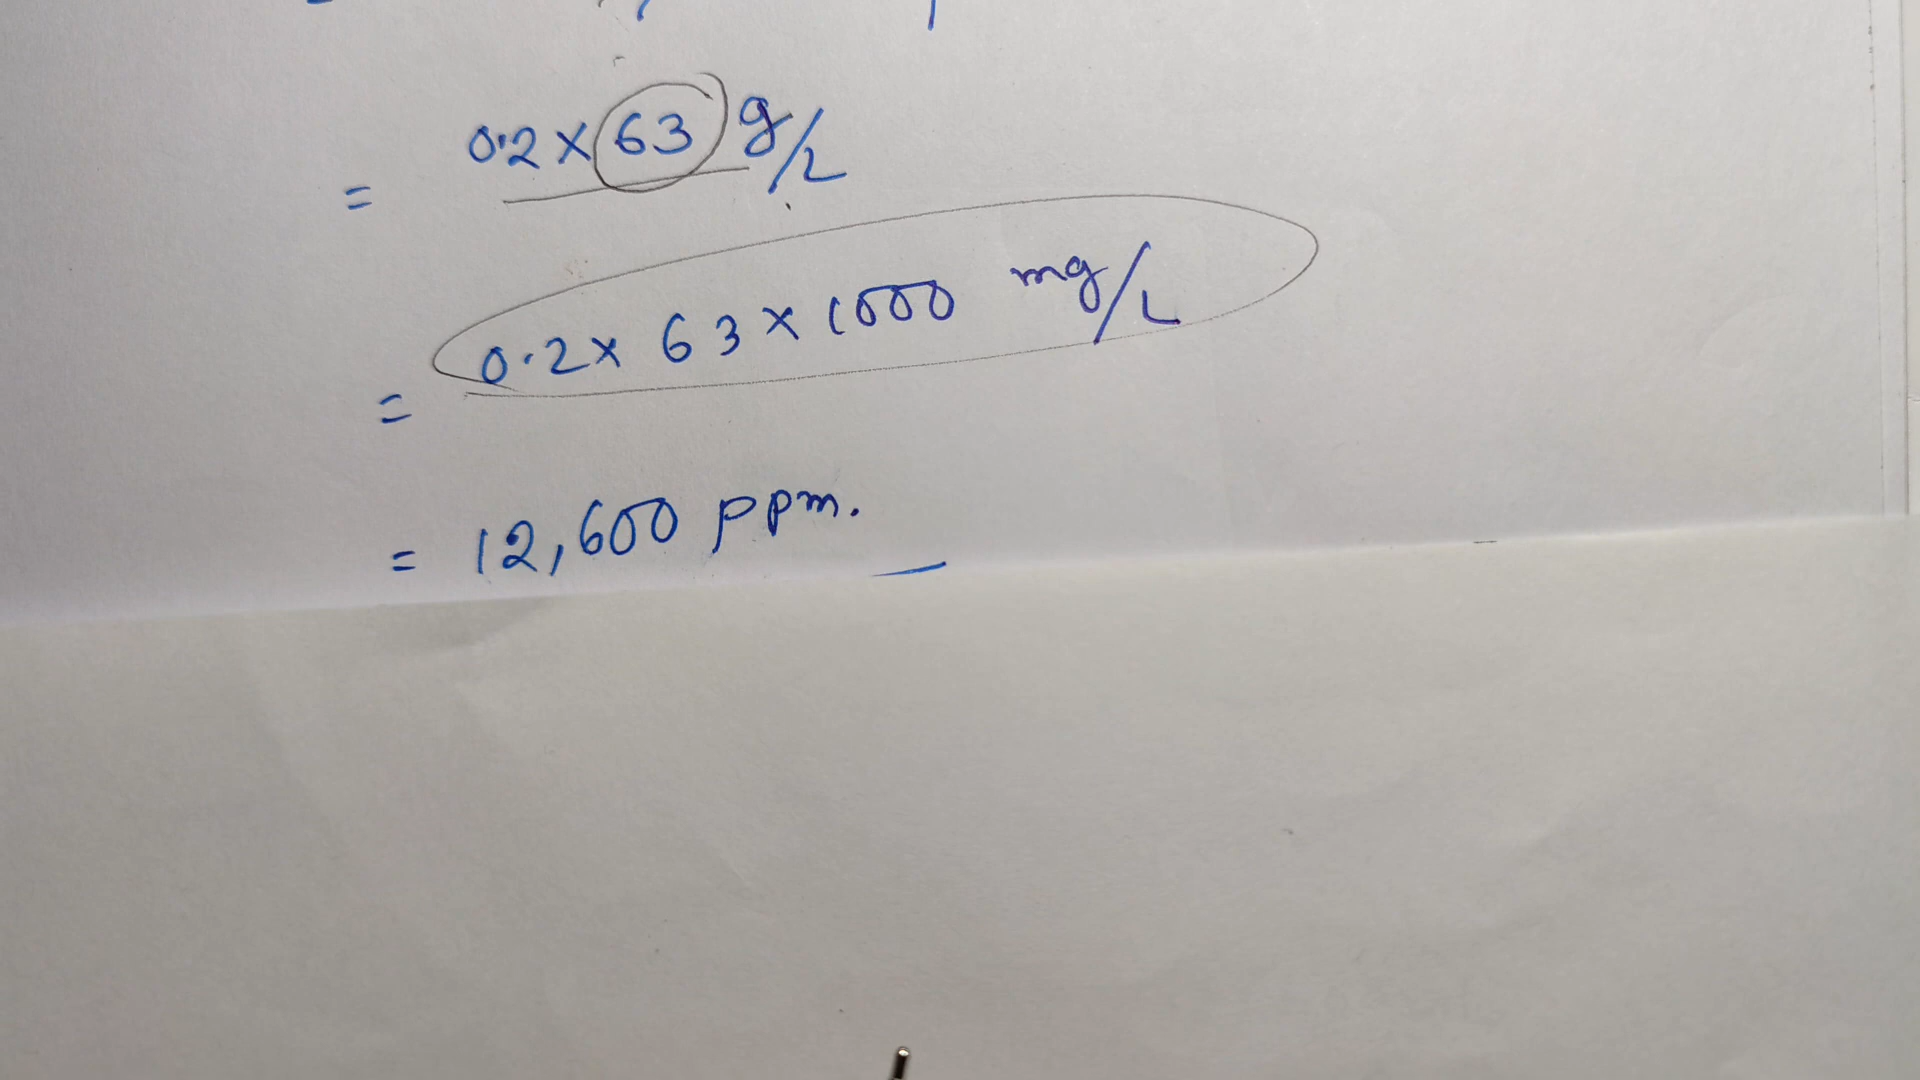 = 0.2 × 63 g/L
= 0.2 × 63 × 1000 mg/L
= 12,600 ppm.